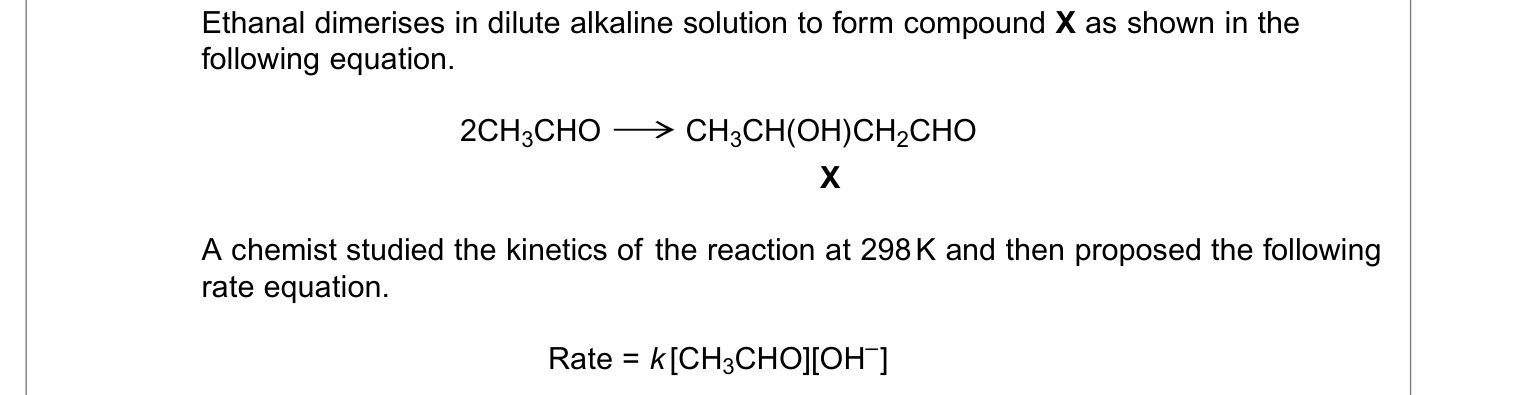 Ethanal dimerises in dilute alkaline solution to form compound X as shown in the
following equation.
2CH₃CHO ⟶ CH₃CH(OH)CH₂CHO
X
A chemist studied the kinetics of the reaction at 298 K and then proposed the following
rate equation.
Rate = k[CH₃CHO][OH⁻]